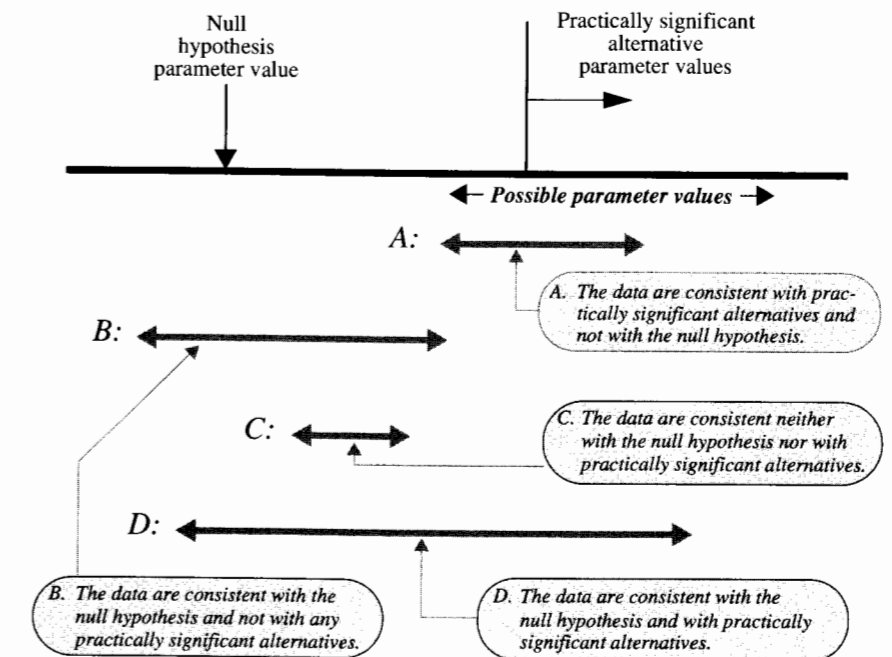 Null
hypothesis
parameter value
Practically significant
alternative
parameter values
Possible parameter values
A:
A. The data are consistent with prac-
tically significant alternatives and
not with the null hypothesis.
B:
C:
C. The data are consistent neither
with the null hypothesis nor with
practically significant alternatives.
D:
B. The data are consistent with the
null hypothesis and not with any
practically significant alternatives.
D. The data are consistent with the
null hypothesis and with practically
significant alternatives.